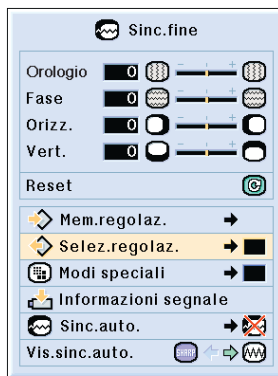 Sinc.fine
Orologio 0 - +
Fase 0 - +
Orizz. 0 - +
Vert. 0 - +
Reset
Mem.regolaz.
Selez.regolaz.
Modi speciali
Informazioni segnale
Sinc.auto.
Vis.sinc.auto. SHARP